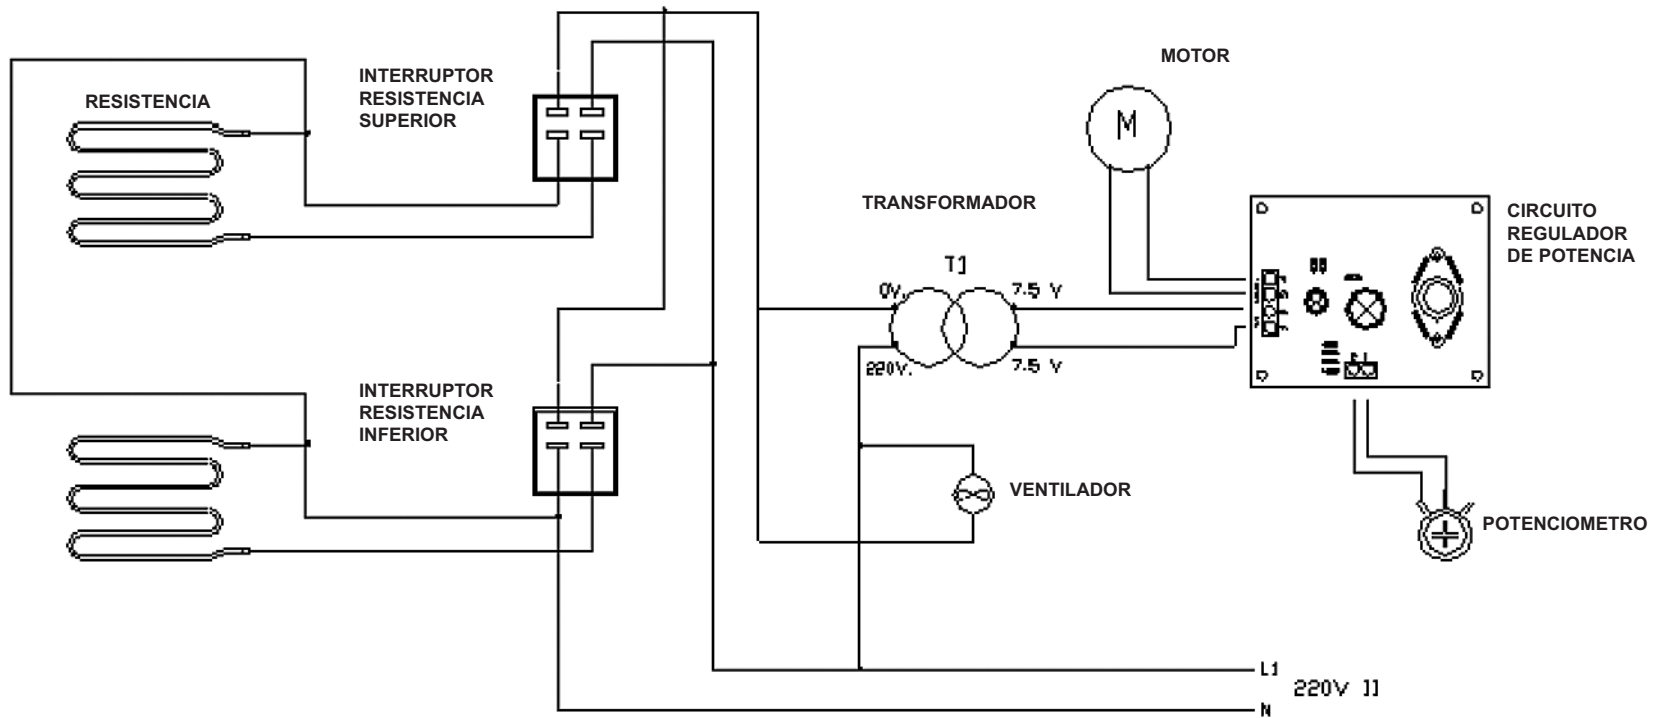 MOTOR
INTERRUPTOR
RESISTENCIA
SUPERIOR
RESISTENCIA
M
TRANSFORMADOR
CIRCUITO
REGULADOR
DE POTENCIA
T1
0V.
7.5 V
220V.
7.5 V
INTERRUPTOR
RESISTENCIA
INFERIOR
VENTILADOR
POTENCIOMETRO
L1
220V II
N